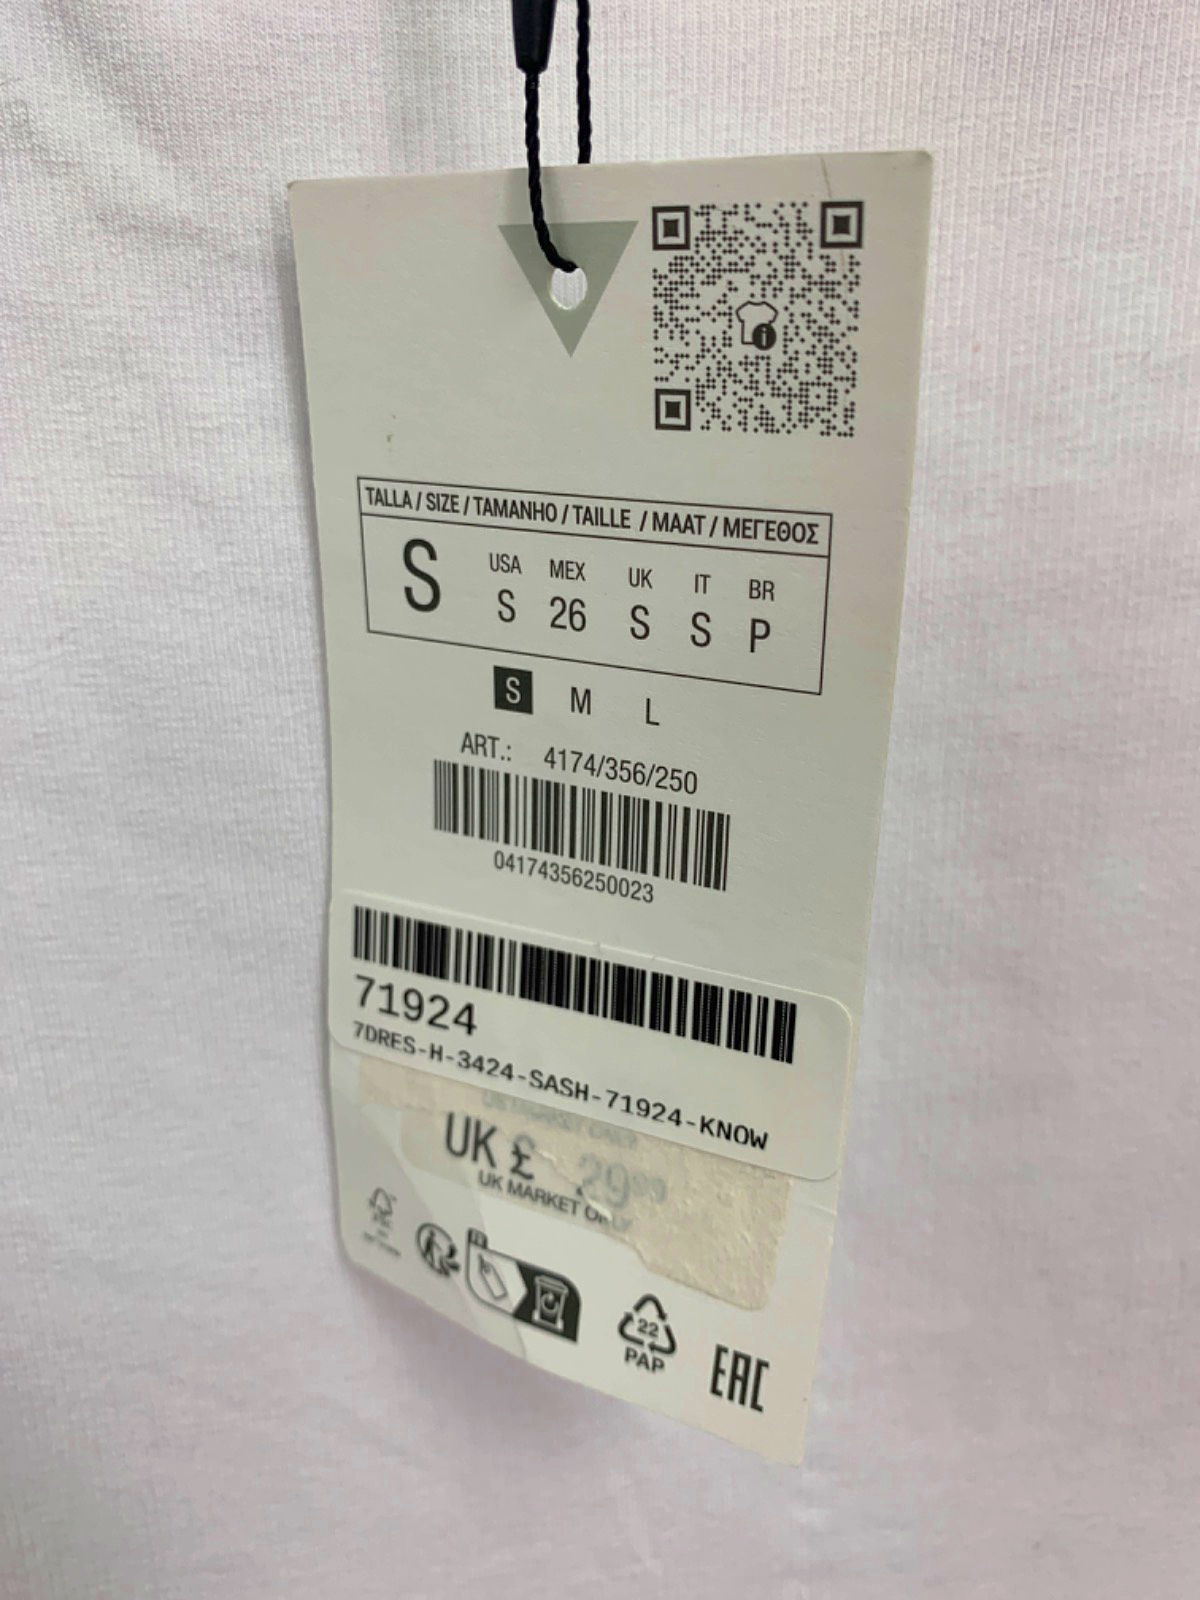 TALLA / SIZE / TAMANHO / TAILLE / MAAT / ΜΕΓΕΘΟΣ
S
USA MEX UK IT BR
S 26 S S P
S M L
ART.: 4174/356/250
04174356250023
71924
7DRES-H-3424-SASH-71924-KNOW
UK £ 29⁹⁹
UK MARKET ONLY
22
PAP
EAC